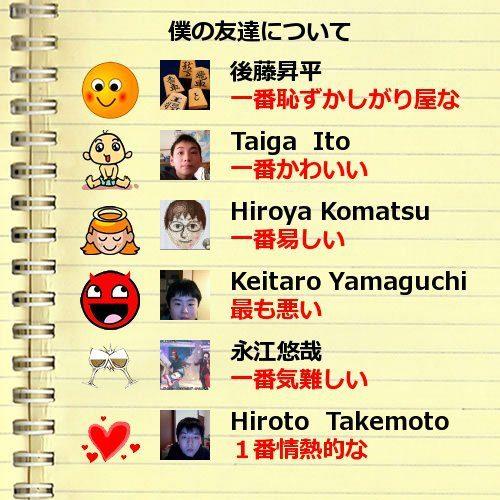 僕の友達について
後藤昇平
一番恥ずかしがり屋な
Taiga Ito
一番かわいい
Hiroya Komatsu
一番易しい
Keitaro Yamaguchi
最も悪い
永江悠哉
一番気難しい
Hiroto Takemoto
１番情熱的な